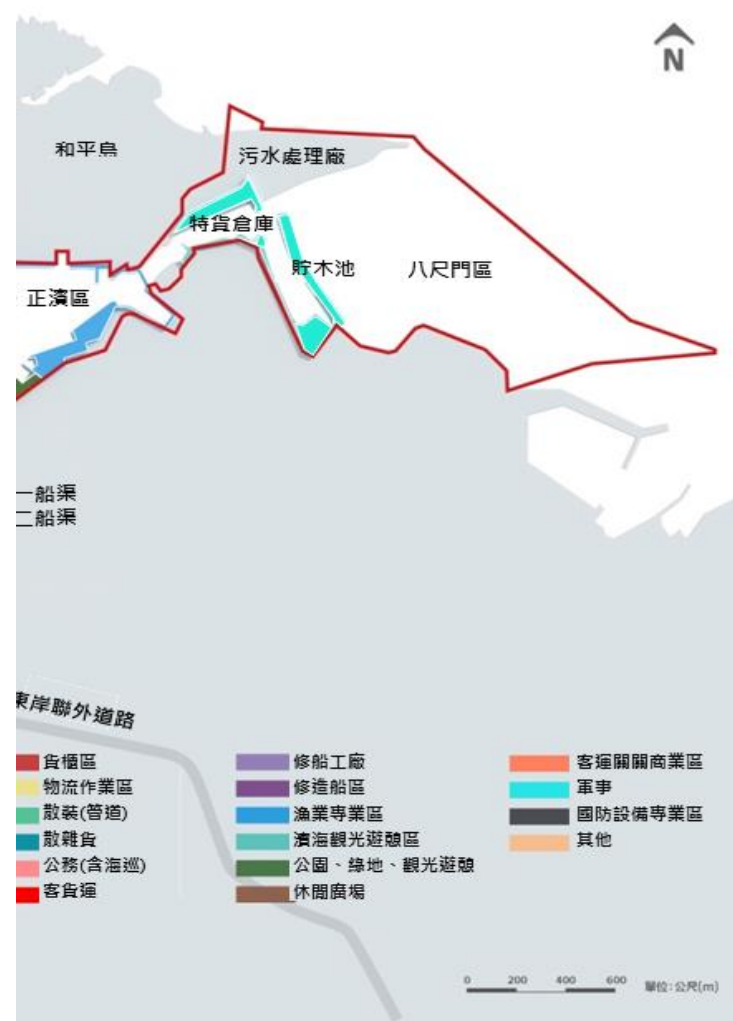 N
和平島
污水處理廠
特貨倉庫
貯木池
八尺門區
正濱區
一船渠
二船渠
東岸聯外道路
貨櫃區
物流作業區
散裝(管道)
散雜貨
公務(含海巡)
客貨運
修船工廠
修造船區
漁業專業區
濱海觀光遊憩區
公園、綠地、觀光遊憩
休閒廣場
客運關關商業區
軍事
國防設備專業區
其他
0 200 400 600 單位:公尺(m)